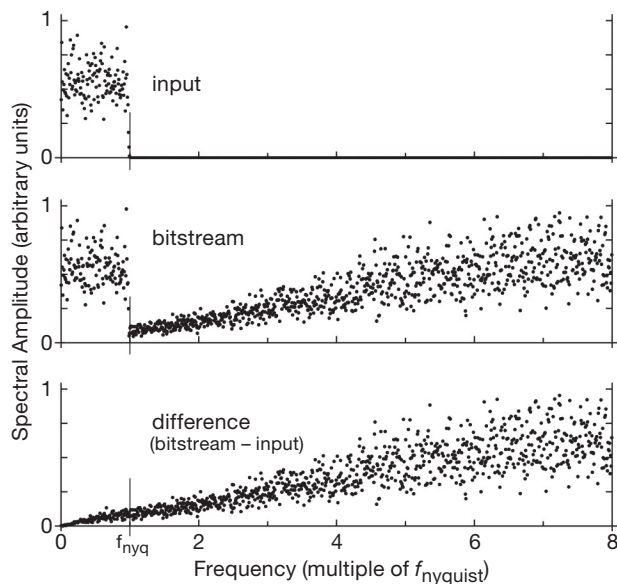 Spectral Amplitude (arbitrary units)
1
input
0
1
bitstream
0
1
difference
(bitstream – input)
0
0 fnyq 2 4 6 8
Frequency (multiple of fnyquist)